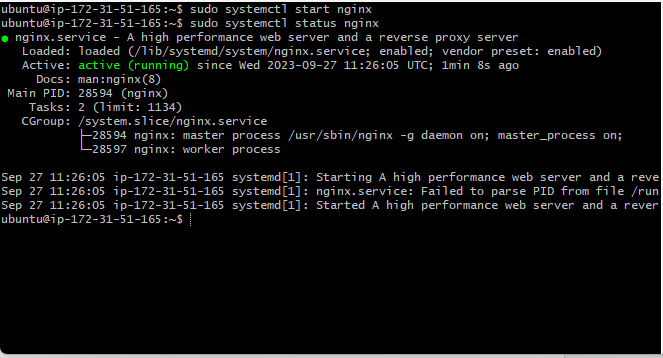 ubuntu@ip-172-31-51-165:~$ sudo systemctl start nginx
ubuntu@ip-172-31-51-165:~$ sudo systemctl status nginx
● nginx.service - A high performance web server and a reverse proxy server
   Loaded: loaded (/lib/systemd/system/nginx.service; enabled; vendor preset: enabled)
   Active: active (running) since Wed 2023-09-27 11:26:05 UTC; 1min 8s ago
     Docs: man:nginx(8)
 Main PID: 28594 (nginx)
    Tasks: 2 (limit: 1134)
   CGroup: /system.slice/nginx.service
           ├─28594 nginx: master process /usr/sbin/nginx -g daemon on; master_process on;
           └─28597 nginx: worker process
Sep 27 11:26:05 ip-172-31-51-165 systemd[1]: Starting A high performance web server and a reve
Sep 27 11:26:05 ip-172-31-51-165 systemd[1]: nginx.service: Failed to parse PID from file /run
Sep 27 11:26:05 ip-172-31-51-165 systemd[1]: Started A high performance web server and a rever
ubuntu@ip-172-31-51-165:~$